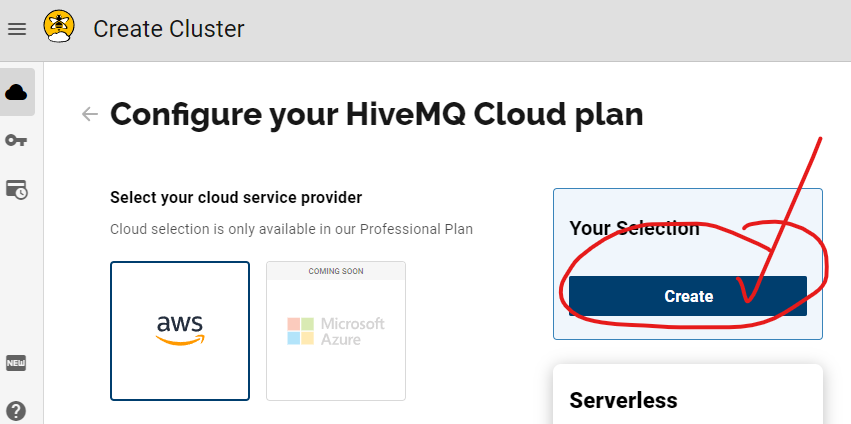 Create Cluster
Configure your HiveMQ Cloud plan
Select your cloud service provider
Cloud selection is only available in our Professional Plan
aws
COMING SOON
Microsoft
Azure
Your Selection
Create
Serverless
NEW
?